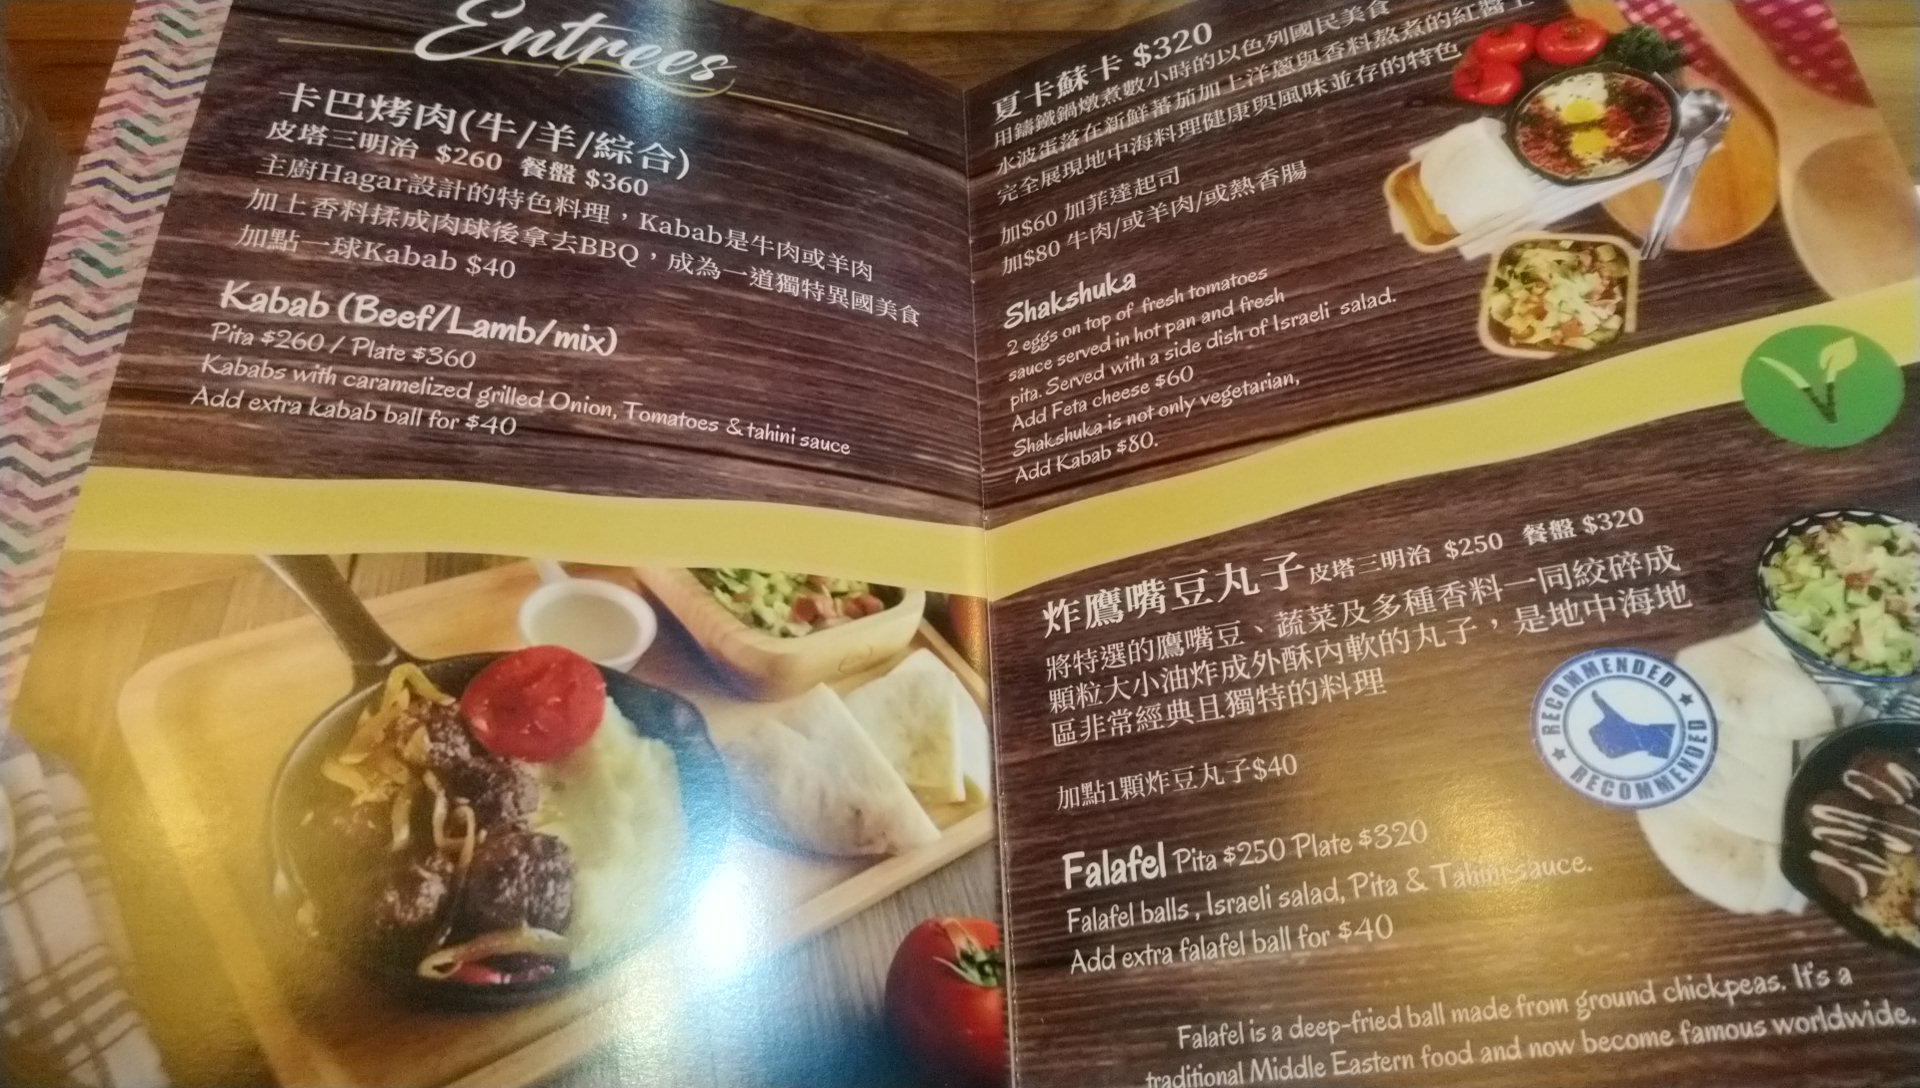 Entrees
卡巴烤肉(牛/羊/綜合)
皮塔三明治 $260 餐盤 $360
主廚Hagar設計的特色料理，Kabab是牛肉或羊肉
加上香料揉成肉球後拿去BBQ，成為一道獨特異國美食
加點一球Kabab $40
Kabab (Beef/Lamb/mix)
Pita $260 / Plate $360
Kababs with caramelized grilled Onion, Tomatoes & tahini sauce
Add extra kabab ball for $40
夏卡蘇卡 $320
用鑄鐵鍋燉煮數小時的以色列國民美食
水波蛋落在新鮮蕃茄加上洋蔥與香料熬煮的紅醬上
完全展現地中海料理健康與風味並存的特色
加$60 加菲達起司
加$80 牛肉/或羊肉/或熱香腸
Shakshuka
2 eggs on top of fresh tomatoes
sauce served in hot pan and fresh
pita. Served with a side dish of Israeli salad.
Add Feta cheese $60
Shakshuka is not only vegetarian,
Add Kabab $80.
V
炸鷹嘴豆丸子 皮塔三明治 $250 餐盤 $320
將特選的鷹嘴豆、蔬菜及多種香料一同絞碎成
顆粒大小油炸成外酥內軟的丸子，是地中海地
區非常經典且獨特的料理
加點1顆炸豆丸子$40
RECOMMENDED
RECOMMENDED
Falafel Pita $250 Plate $320
Falafel balls, Israeli salad, Pita & Tahini sauce.
Add extra falafel ball for $40
Falafel is a deep-fried ball made from ground chickpeas. It's a
traditional Middle Eastern food and now become famous worldwide.